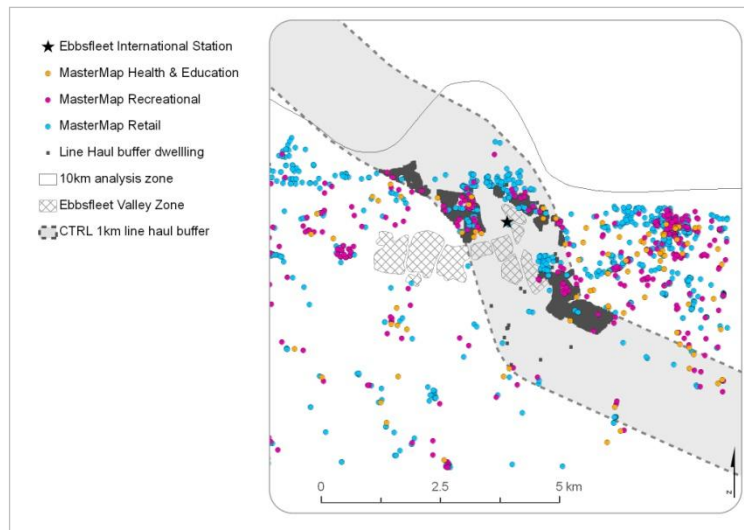 Ebbsfleet International Station
MasterMap Health & Education
MasterMap Recreational
MasterMap Retail
Line Haul buffer dwellling
10km analysis zone
Ebbsfleet Valley Zone
CTRL 1km line haul buffer
0 2.5 5 km
z